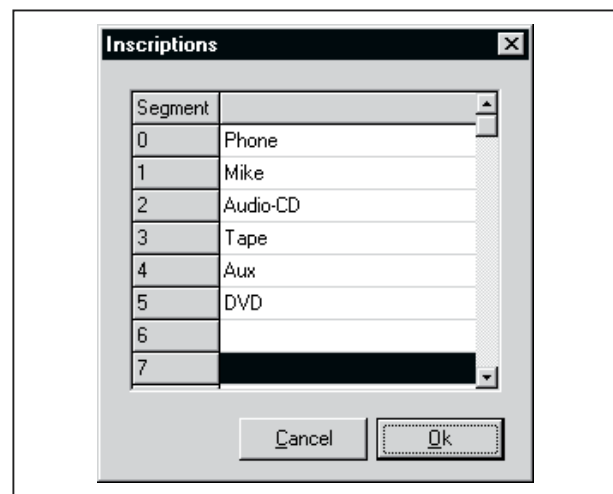 Inscriptions
Segment
0 Phone
1 Mike
2 Audio-CD
3 Tape
4 Aux
5 DVD
6
7
Cancel Ok